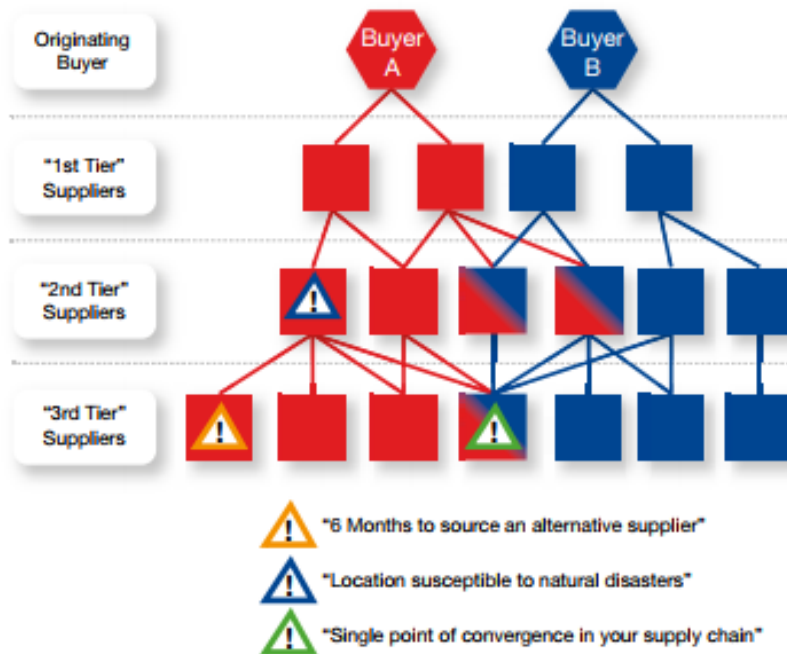 Originating
Buyer
Buyer
A
Buyer
B
“1st Tier”
Suppliers
“2nd Tier”
Suppliers
!
“3rd Tier”
Suppliers
!
!
! “6 Months to source an alternative supplier”
! “Location susceptible to natural disasters”
! “Single point of convergence in your supply chain”